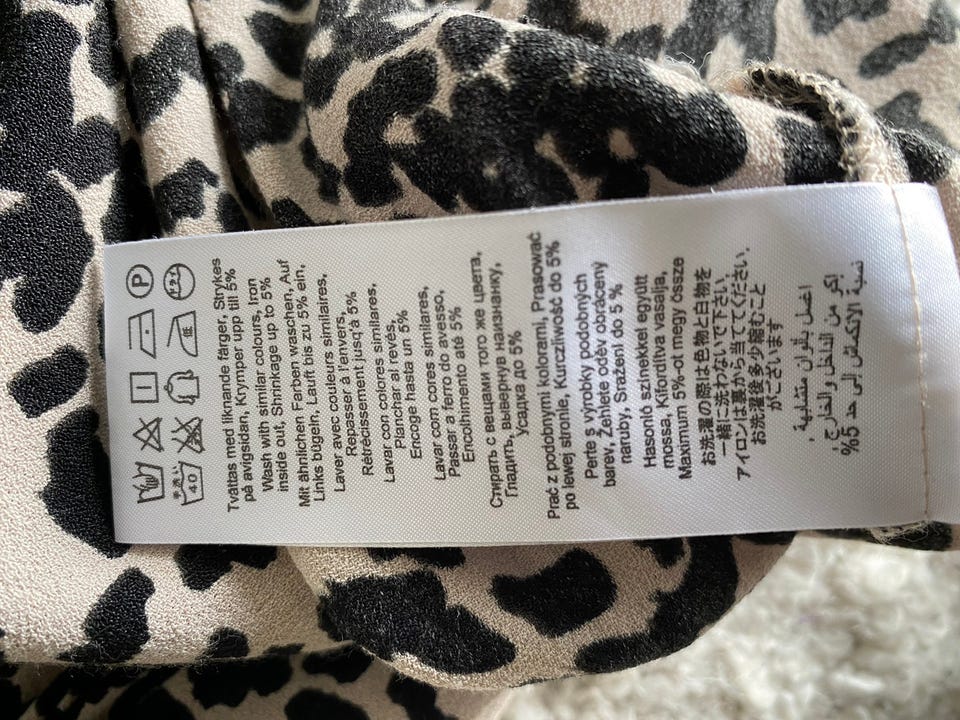 P
手洗イ
40
中
Tvättas med liknande färger, Strykes
på avigsidan, Krymper upp till 5%
Wash with similar colours, Iron
inside out, Shrinkage up to 5%
Mit ähnlichen Farben waschen, Auf
Links bügeln, Lauft bis zu 5% ein,
Laver avec couleurs similaires,
Repasser à l'envers,
Rétrécissement jusq'à 5%
Lavar con colores similares,
Planchar al revés,
Encoge hasta un 5%
Lavar com cores similares,
Passar a ferro do avesso,
Encolhimento até 5%
Стирать с вещами того же цвета,
Гладить, вывернув наизнанку,
Усадка до 5%
Prać z podobnymi kolorami, Prasować
po lewej stronie, Kurczliwość do 5%
Perte s výrobky podobných
barev, Žehlete oděv obrácený
naruby, Sražení do 5 %
Hasonló színekkel együtt
mossa, Kifordítva vasalja,
Maximum 5%-ot megy össze
お洗濯の際は色物と白物を
一緒に洗わないで下さい,
アイロンは裏から当ててください,
お洗濯後多少縮むこと
がございます
اغسل بألوان متشابهة,
اكو من الداخل والخارج,
نسبة الانكماش إلى حد 5%